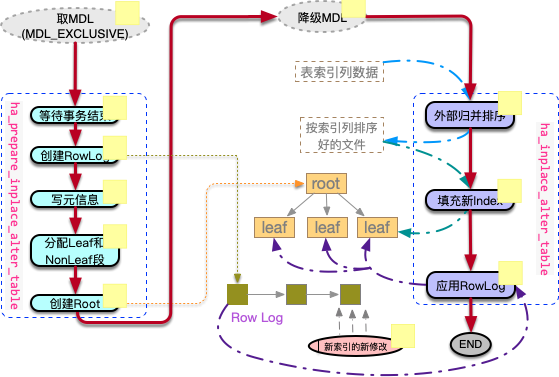 取MDL
(MDL_EXCLUSIVE)
降级MDL
ha_prepare_inplace_alter_table
等待事务结束
创建RowLog
写元信息
分配Leaf和
NonLeaf段
创建Root
表索引列数据
按索引列排序
好的文件
root
leaf
leaf
leaf
Row Log
新索引的新修改
ha_inplace_alter_table
外部归并排序
填充新Index
应用RowLog
END